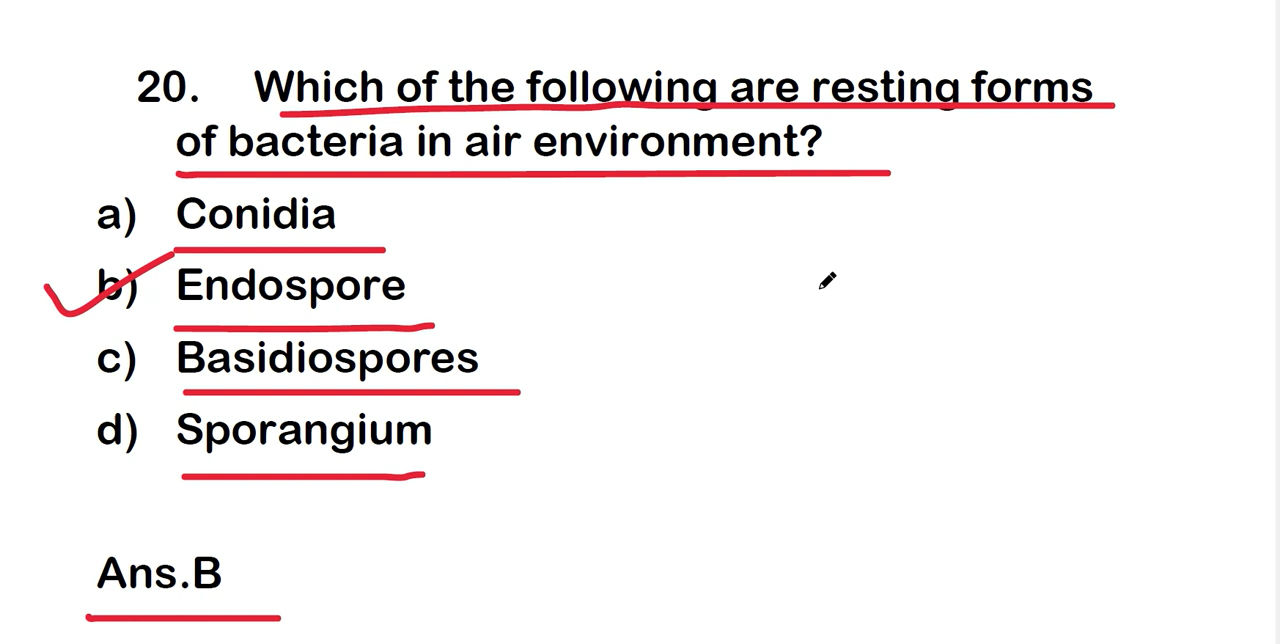 20. Which of the following are resting forms
of bacteria in air environment?
a) Conidia
b) Endospore
c) Basidiospores
d) Sporangium
Ans.B